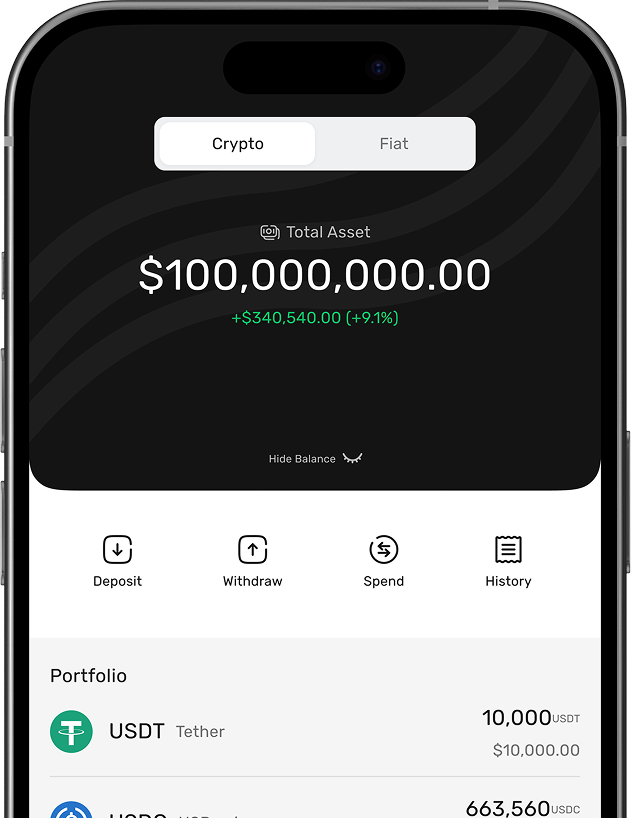 Crypto Fiat
Total Asset
$100,000,000.00
+$340,540.00 (+9.1%)
Hide Balance
Deposit Withdraw Spend History
Portfolio
USDT Tether 10,000USDT
$10,000.00
663,560USDC